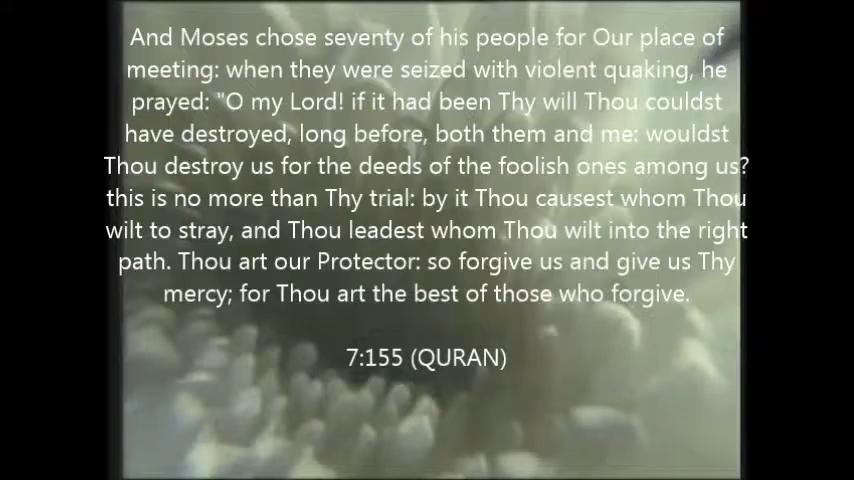 And Moses chose seventy of his people for Our place of
meeting: when they were seized with violent quaking, he
prayed: "O my Lord! if it had been Thy will Thou couldst
have destroyed, long before, both them and me: wouldst
Thou destroy us for the deeds of the foolish ones among us?
this is no more than Thy trial: by it Thou causest whom Thou
wilt to stray, and Thou leadest whom Thou wilt into the right
path. Thou art our Protector: so forgive us and give us Thy
mercy; for Thou art the best of those who forgive.
7:155 (QURAN)